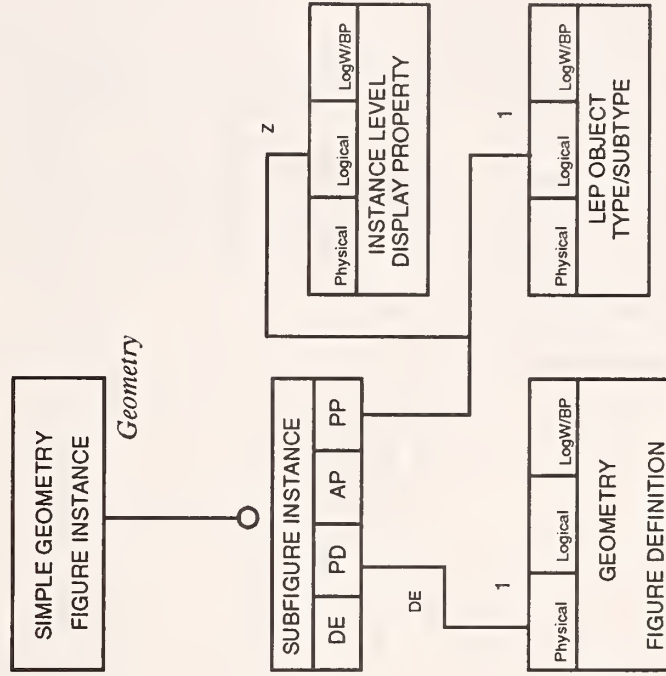 SIMPLE GEOMETRY
FIGURE INSTANCE
Geometry
SUBFIGURE INSTANCE
DE PD AP PP
DE
1
Physical Logical LogW/BP
GEOMETRY
FIGURE DEFINITION
Z
Physical Logical LogW/BP
INSTANCE LEVEL
DISPLAY PROPERTY
1
Physical Logical LogW/BP
LEP OBJECT
TYPE/SUBTYPE